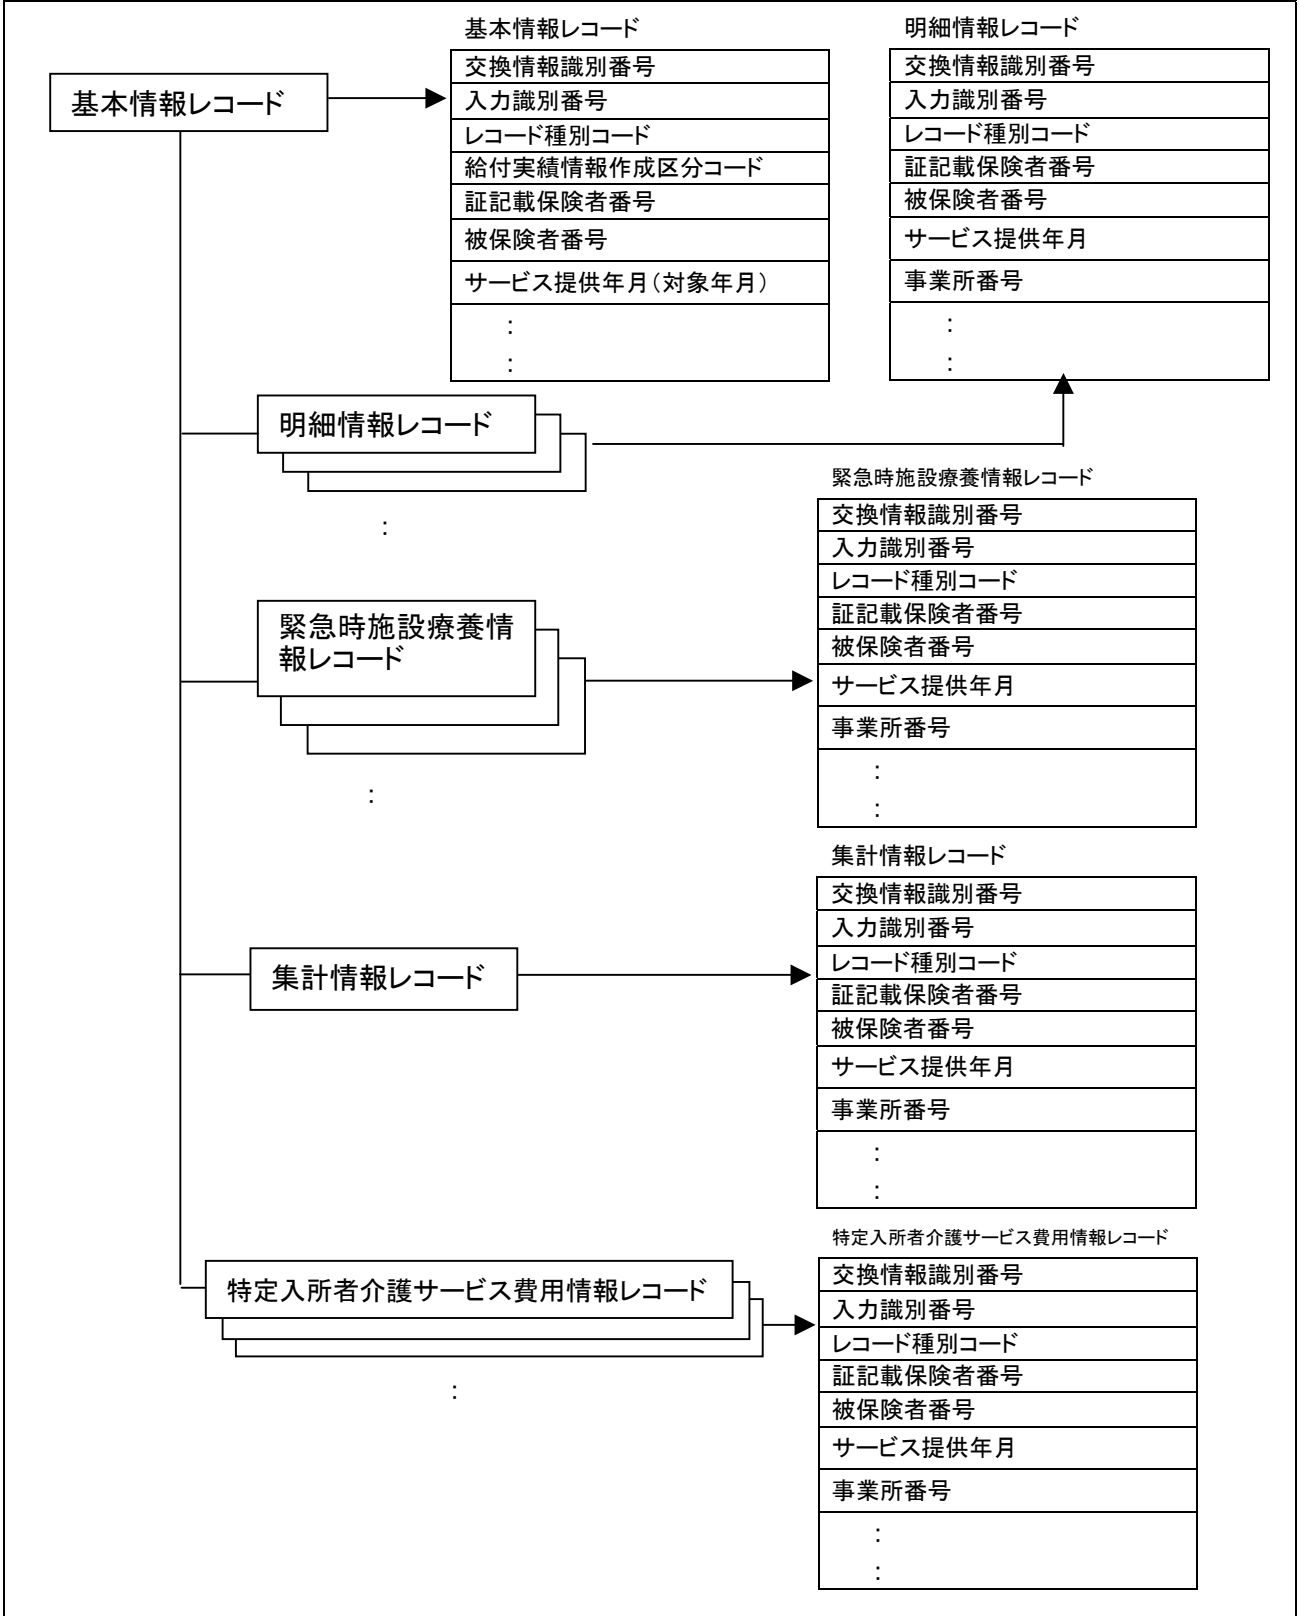 基本情報レコード
基本情報レコード
交換情報識別番号
入力識別番号
レコード種別コード
給付実績情報作成区分コード
証記載保険者番号
被保険者番号
サービス提供年月(対象年月)
:
:
明細情報レコード
交換情報識別番号
入力識別番号
レコード種別コード
証記載保険者番号
被保険者番号
サービス提供年月
事業所番号
:
:
明細情報レコード
:
緊急時施設療養情報レコード
交換情報識別番号
入力識別番号
レコード種別コード
証記載保険者番号
被保険者番号
サービス提供年月
事業所番号
:
:
緊急時施設療養情
報レコード
:
集計情報レコード
交換情報識別番号
入力識別番号
レコード種別コード
証記載保険者番号
被保険者番号
サービス提供年月
事業所番号
:
:
集計情報レコード
特定入所者介護サービス費用情報レコード
交換情報識別番号
入力識別番号
レコード種別コード
証記載保険者番号
被保険者番号
サービス提供年月
事業所番号
:
:
特定入所者介護サービス費用情報レコード
: